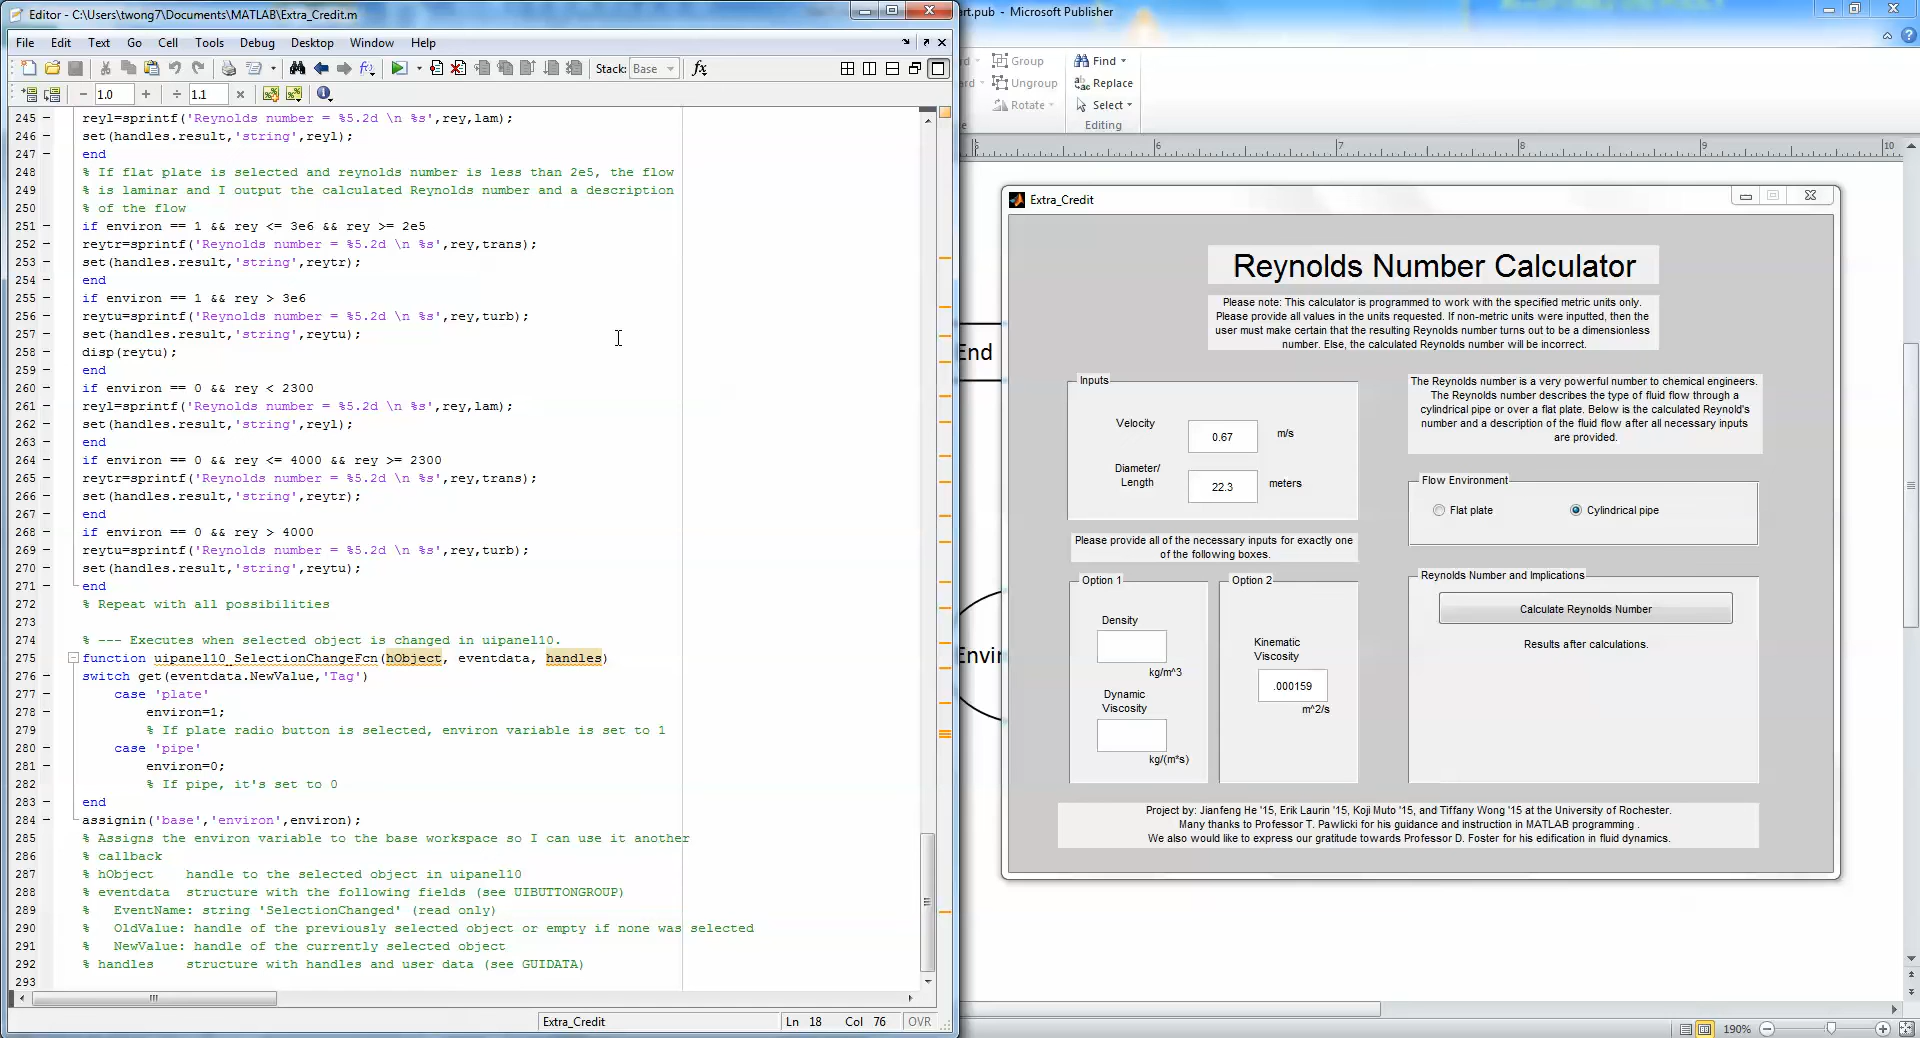 Editor - C:\Users\twong7\Documents\MATLAB\Extra_Credit.m
File Edit Text Go Cell Tools Debug Desktop Window Help
Stack: Base
1.0
1.1
245 reyl=sprintf('Reynolds number = %5.2d \n %s',rey,lam);
246 set(handles.result,'string',reyl);
247 end
248 % If flat plate is selected and reynolds number is less than 2e5, the flow
249 % is laminar and I output the calculated Reynolds number and a description
250 % of the flow
251 if environ == 1 && rey <= 3e6 && rey >= 2e5
252 reytr=sprintf('Reynolds number = %5.2d \n %s',rey,trans);
253 set(handles.result,'string',reytr);
254 end
255 if environ == 1 && rey > 3e6
256 reytu=sprintf('Reynolds number = %5.2d \n %s',rey,turb);
257 set(handles.result,'string',reytu);
258 disp(reytu);
259 end
260 if environ == 0 && rey < 2300
261 reyl=sprintf('Reynolds number = %5.2d \n %s',rey,lam);
262 set(handles.result,'string',reyl);
263 end
264 if environ == 0 && rey <= 4000 && rey >= 2300
265 reytr=sprintf('Reynolds number = %5.2d \n %s',rey,trans);
266 set(handles.result,'string',reytr);
267 end
268 if environ == 0 && rey > 4000
269 reytu=sprintf('Reynolds number = %5.2d \n %s',rey,turb);
270 set(handles.result,'string',reytu);
271 end
272 % Repeat with all possibilities
273
274 % --- Executes when selected object is changed in uipanel10.
275 function uipanel10_SelectionChangeFcn(hObject, eventdata, handles)
276 switch get(eventdata.NewValue,'Tag')
277 case 'plate'
278 environ=1;
279 % If plate radio button is selected, environ variable is set to 1
280 case 'pipe'
281 environ=0;
282 % If pipe, it's set to 0
283 end
284 assignin('base','environ',environ);
285 % Assigns the environ variable to the base workspace so I can use it another
286 % callback
287 % hObject handle to the selected object in uipanel10
288 % eventdata structure with the following fields (see UIBUTTONGROUP)
289 % EventName: string 'SelectionChanged' (read only)
290 % OldValue: handle of the previously selected object or empty if none was selected
291 % NewValue: handle of the currently selected object
292 % handles structure with handles and user data (see GUIDATA)
293
Extra_Credit
Ln 18 Col 76 OVR
art.pub - Microsoft Publisher
Group
Ungroup
Rotate
Find
Replace
Select
Editing
6 7 8 9 10
End
Envir
Extra_Credit
Reynolds Number Calculator
Please note: This calculator is programmed to work with the specified metric units only.
Please provide all values in the units requested. If non-metric units were inputted, then the
user must make certain that the resulting Reynolds number turns out to be a dimensionless
number. Else, the calculated Reynolds number will be incorrect.
Inputs
Velocity
0.67
m/s
Diameter/
Length
22.3
meters
Please provide all of the necessary inputs for exactly one
of the following boxes.
Option 1
Density
kg/m^3
Dynamic
Viscosity
kg/(m*s)
Option 2
Kinematic
Viscosity
.000159
m^2/s
The Reynolds number is a very powerful number to chemical engineers.
The Reynolds number describes the type of fluid flow through a
cylindrical pipe or over a flat plate. Below is the calculated Reynold's
number and a description of the fluid flow after all necessary inputs
are provided.
Flow Environment
Flat plate
Cylindrical pipe
Reynolds Number and Implications
Calculate Reynolds Number
Results after calculations.
Project by: Jianfeng He '15, Erik Laurin '15, Koji Muto '15, and Tiffany Wong '15 at the University of Rochester.
Many thanks to Professor T. Pawlicki for his guidance and instruction in MATLAB programming .
We also would like to express our gratitude towards Professor D. Foster for his edification in fluid dynamics.
190%